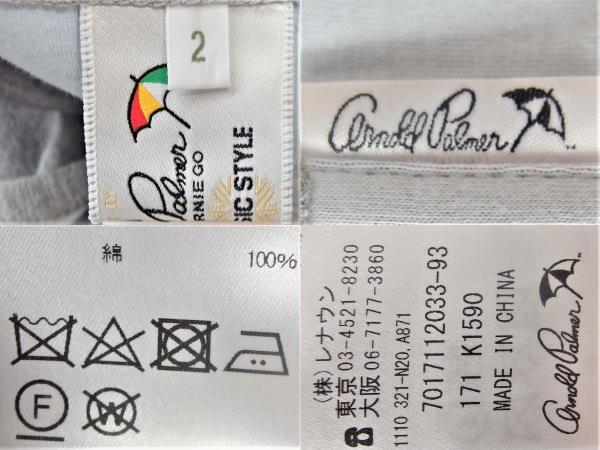 2
Palmer
RNIE GO
SIC STYLE
Arnold Palmer
綿 100%
F
W
(株)レナウン
東京 03-4521-8230
大阪 06-7177-3860
1110 321-N20, A871
7017112033-93
171 K1590
MADE IN CHINA
Arnold Palmer